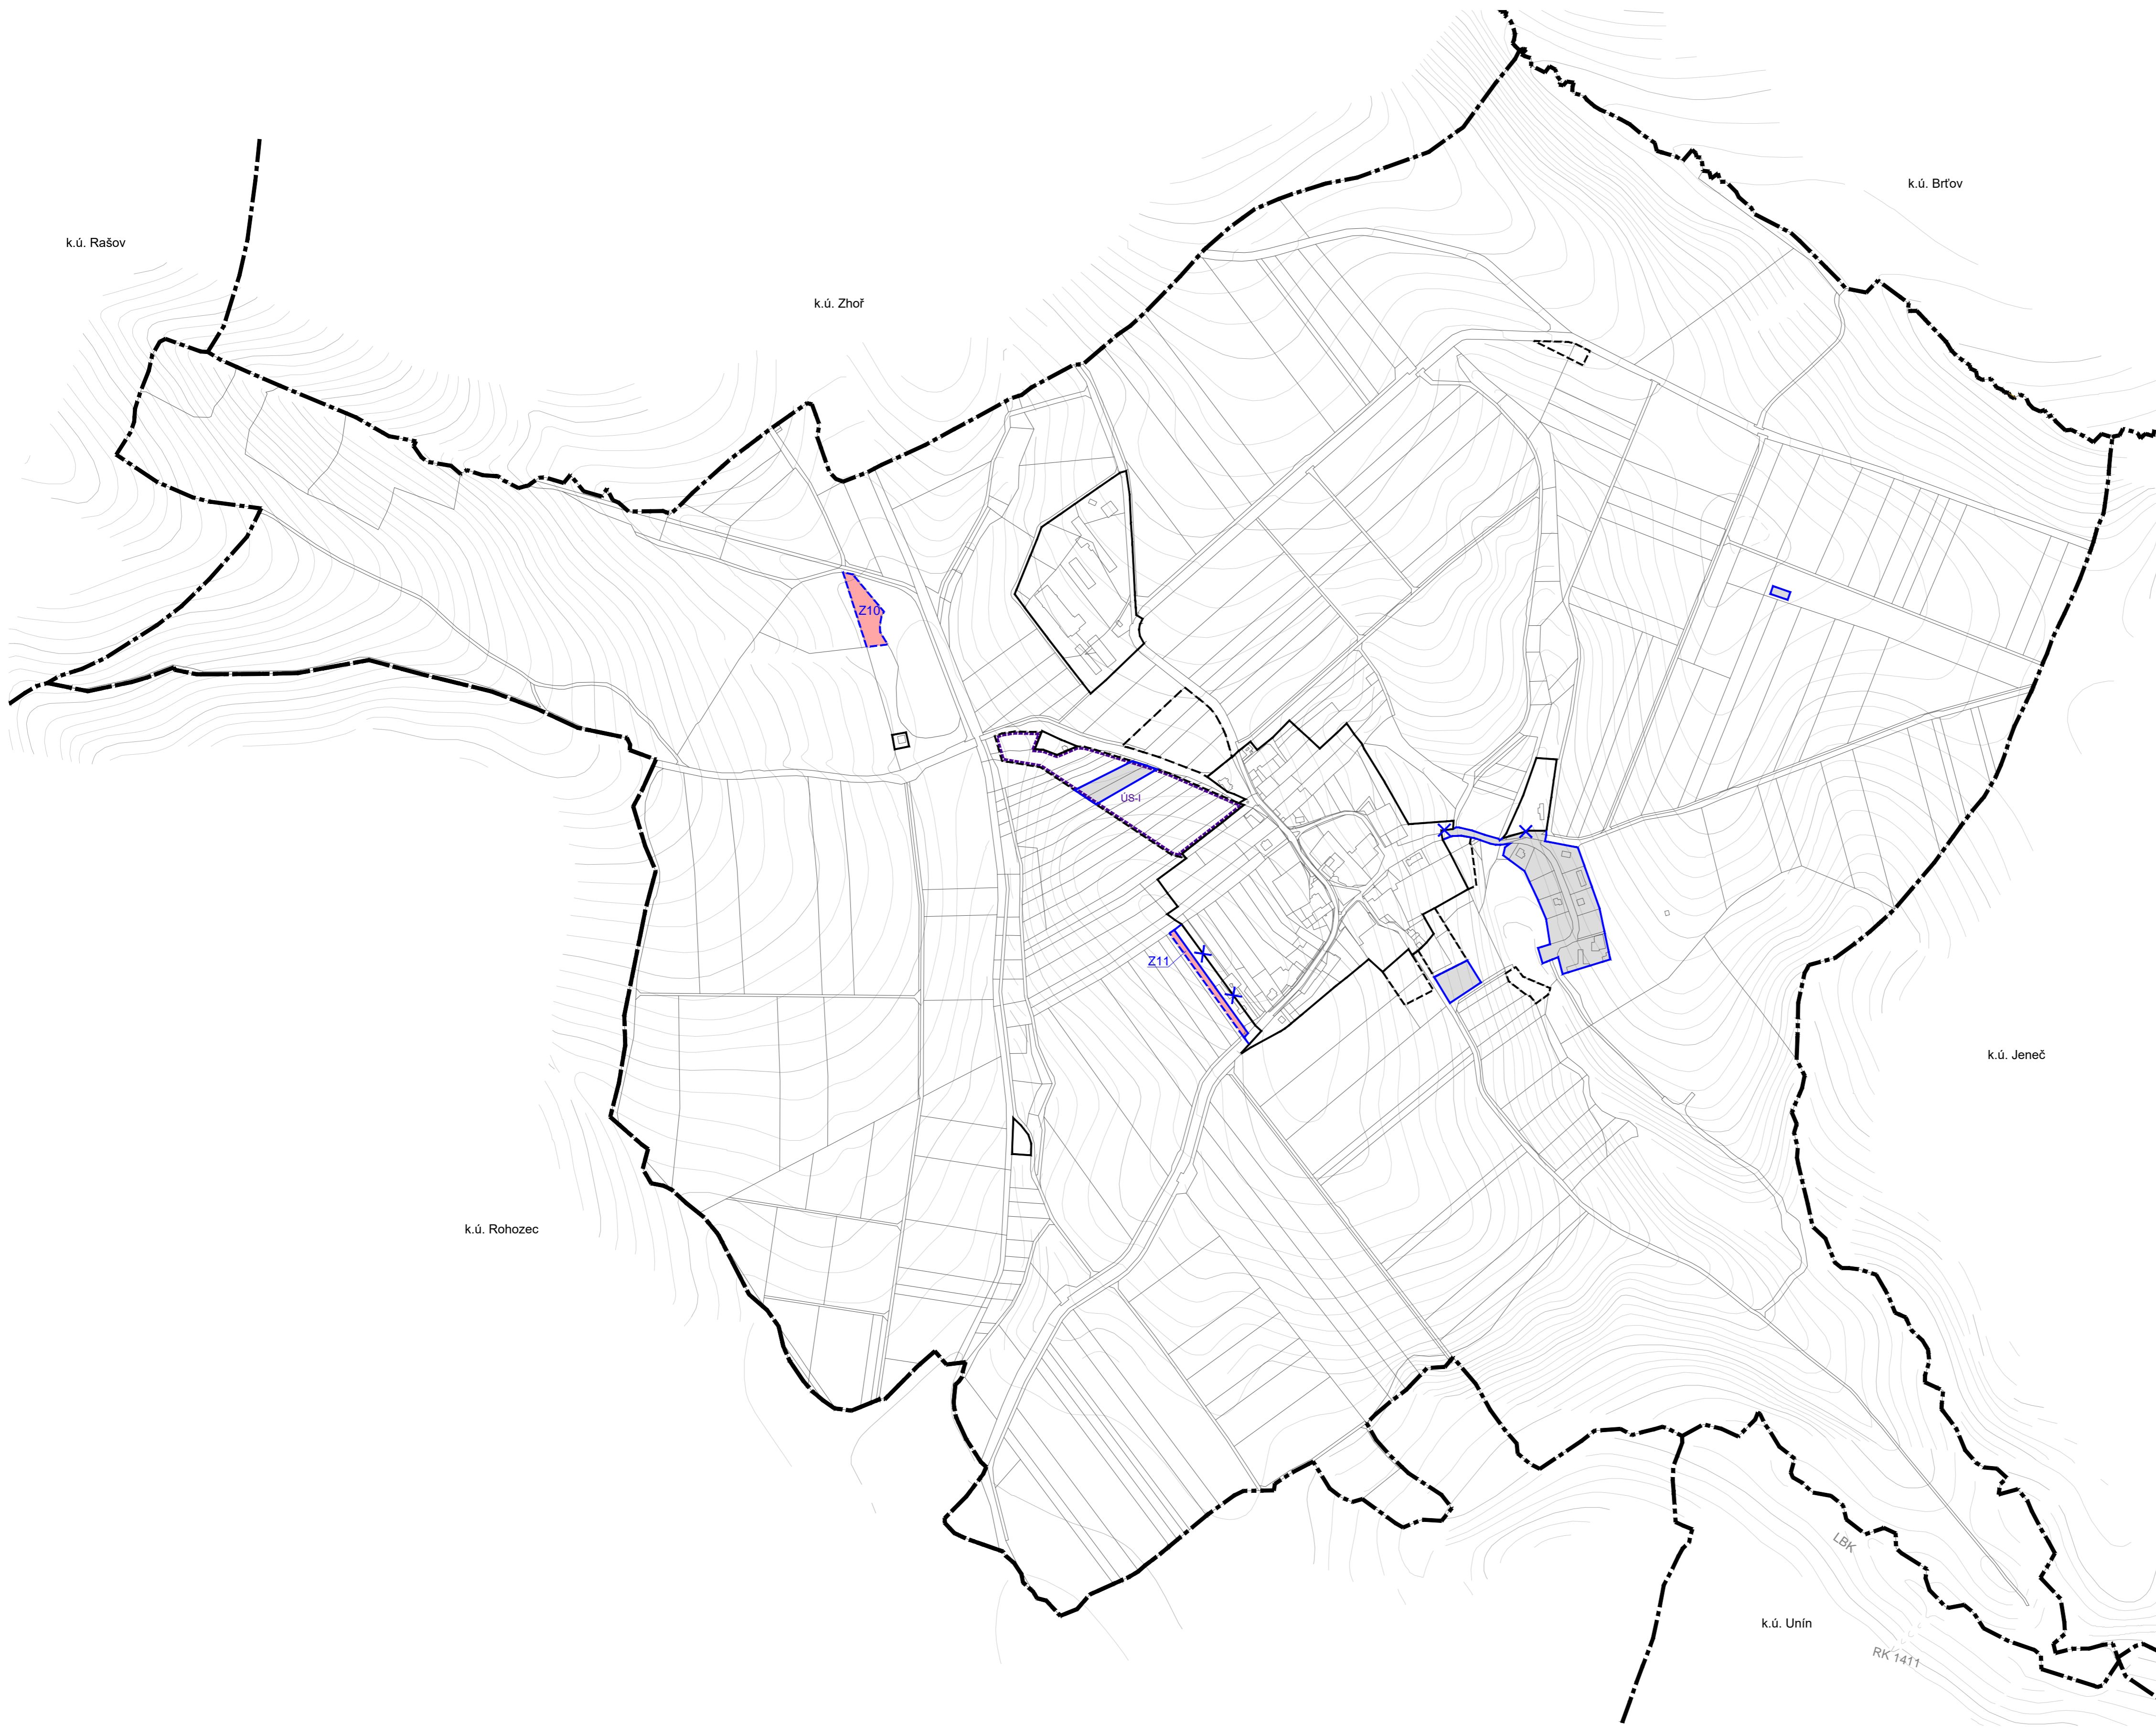 k.ú. Brťov
k.ú. Rašov
k.ú. Zhoř
Z10
ÚS-I
Z11
k.ú. Jeneč
k.ú. Rohozec
LBK
k.ú. Unín
RK 1411